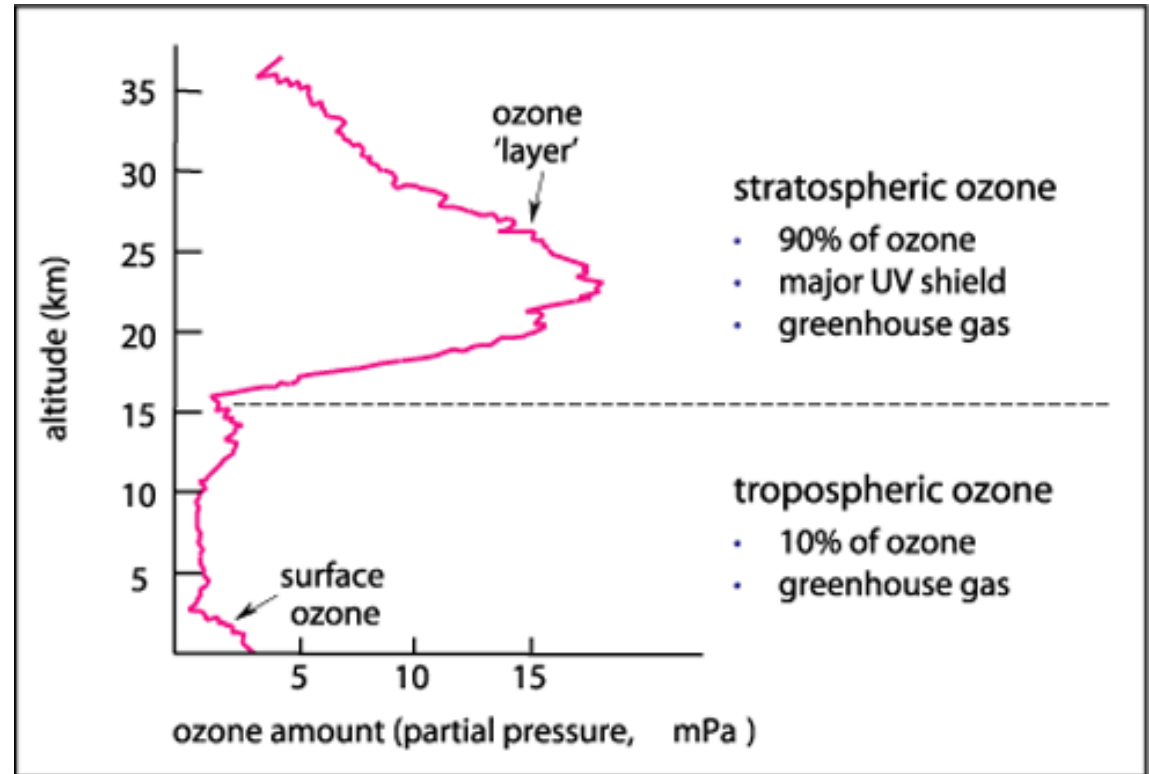 35
30
25
20
15
10
5
altitude (km)
ozone
‘layer’
stratospheric ozone
• 90% of ozone
• major UV shield
• greenhouse gas
tropospheric ozone
• 10% of ozone
• greenhouse gas
surface
ozone
5 10 15
ozone amount (partial pressure, mPa )